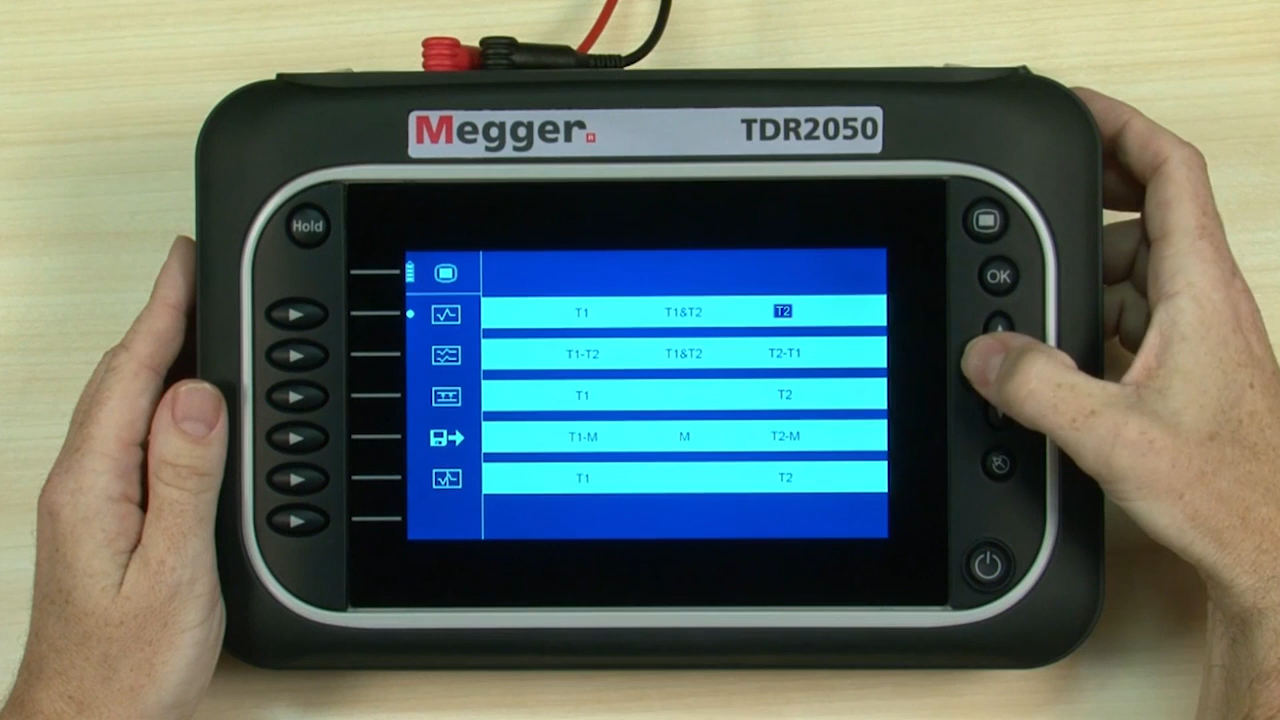 Megger.
TDR2050
Hold
OK
T1 T1&T2 T2
T1-T2 T1&T2 T2-T1
T1 T2
T1-M M T2-M
T1 T2